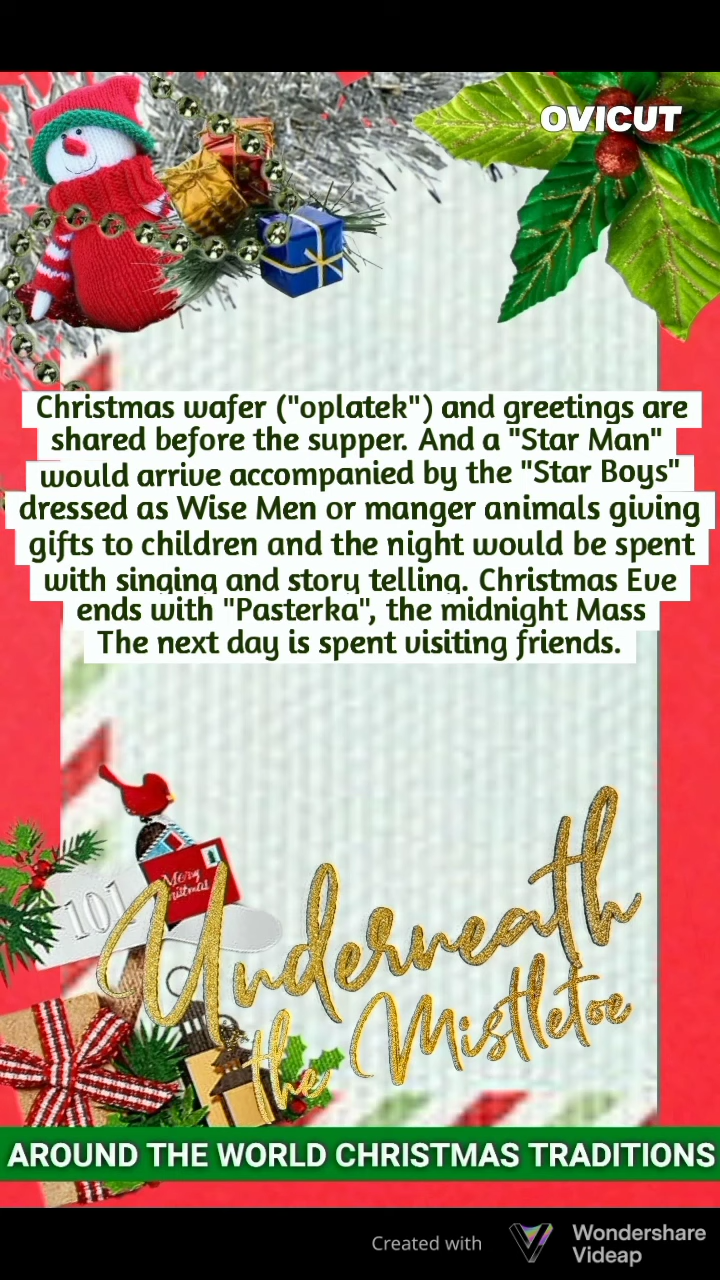 OVICUT
Christmas wafer ("oplatek") and greetings are
shared before the supper. And a "Star Man"
would arrive accompanied by the "Star Boys"
dressed as Wise Men or manger animals giving
gifts to children and the night would be spent
with singing and story telling. Christmas Eve
ends with "Pasterka", the midnight Mass
The next day is spent visiting friends.
Merry
Christmas
101
Underneath
the Mistletoe
AROUND THE WORLD CHRISTMAS TRADITIONS
Created with
Wondershare
Videap